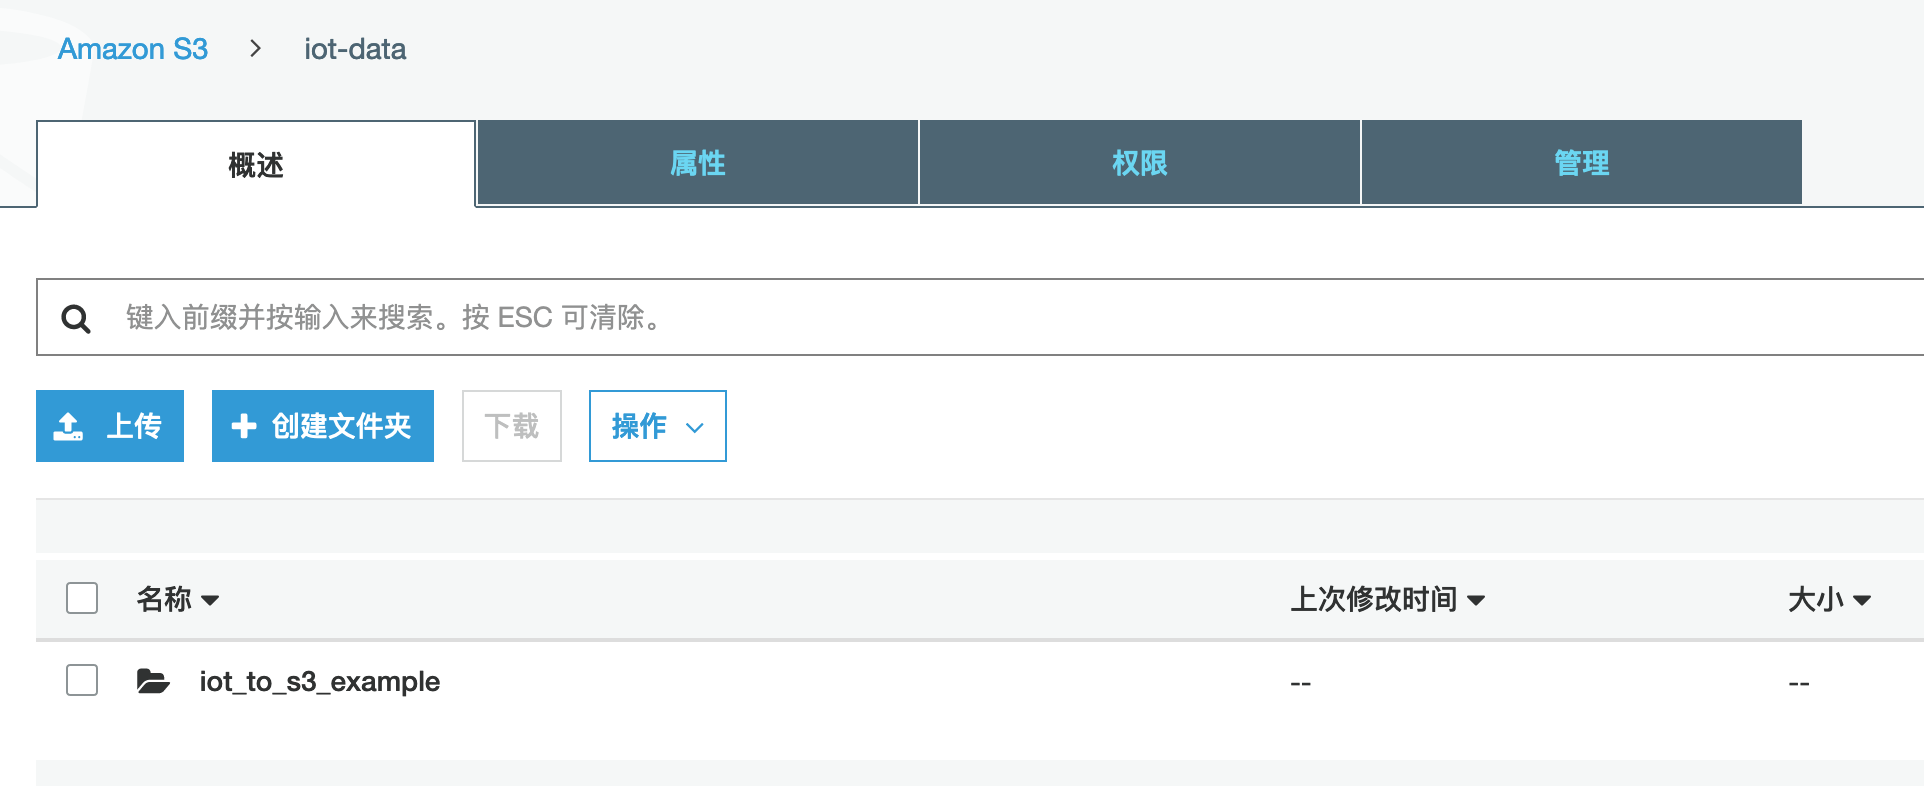 Amazon S3 > iot-data
概述 属性 权限 管理
键入前缀并按输入来搜索。按 ESC 可清除。
上传 创建文件夹 下载 操作
名称 上次修改时间 大小
iot_to_s3_example -- --